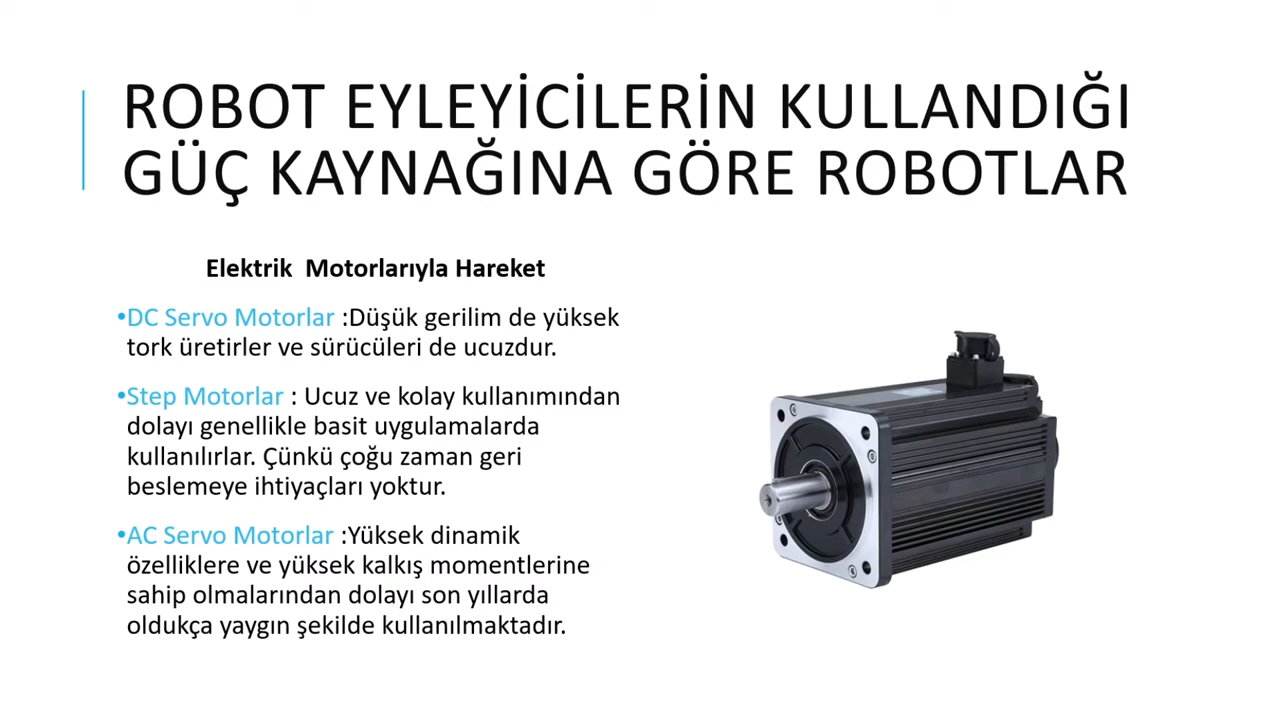 ROBOT EYLEYİCİLERİN KULLANDIĞI
GÜÇ KAYNAĞINA GÖRE ROBOTLAR
Elektrik Motorlarıyla Hareket
•DC Servo Motorlar :Düşük gerilim de yüksek
tork üretirler ve sürücüleri de ucuzdur.
•Step Motorlar : Ucuz ve kolay kullanımından
dolayı genellikle basit uygulamalarda
kullanılırlar. Çünkü çoğu zaman geri
beslemeye ihtiyaçları yoktur.
•AC Servo Motorlar :Yüksek dinamik
özelliklere ve yüksek kalkış momentlerine
sahip olmalarından dolayı son yıllarda
oldukça yaygın şekilde kullanılmaktadır.